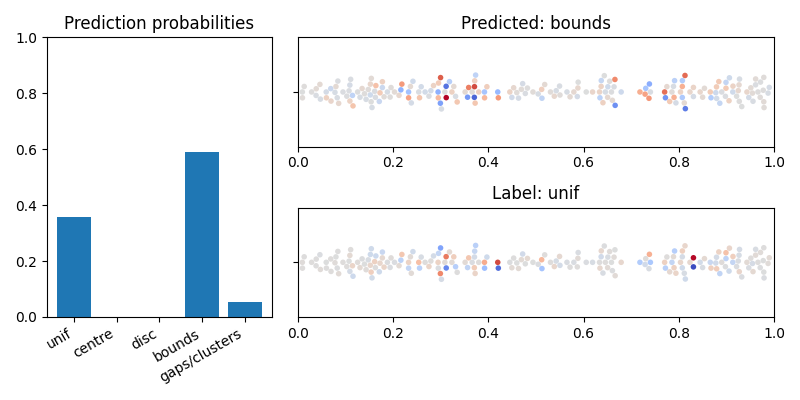 Prediction probabilities
1.0
0.8
0.6
0.4
0.2
0.0
unif
centre
disc
bounds
gaps/clusters
Predicted: bounds
0.0 0.2 0.4 0.6 0.8 1.0
Label: unif
0.0 0.2 0.4 0.6 0.8 1.0